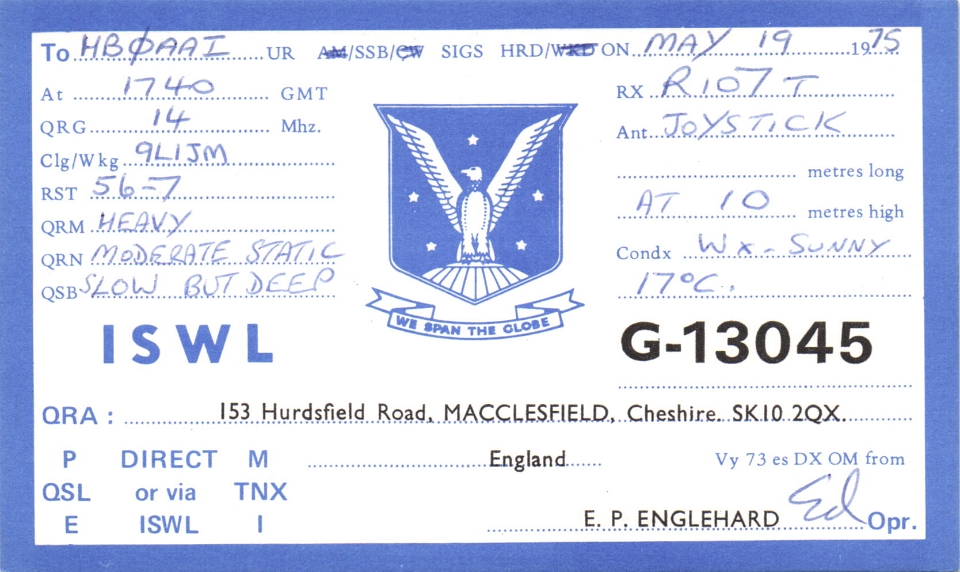 To HBØAAI UR AM/SSB/CW SIGS HRD/WKD ON MAY 19 1975
At 1740 GMT
RX R107T
QRG 14 Mhz.
Ant. JOYSTICK
Clg/Wkg 9L1JM
metres long
RST 56-7
AT 10 metres high
QRM HEAVY
QRN MODERATE STATIC
Condx Wx - SUNNY
QSB SLOW BUT DEEP
17°C.
WE SPAN THE GLOBE
ISWL
G-13045
QRA : 153 Hurdsfield Road, MACCLESFIELD, Cheshire. SK10 2QX.
P DIRECT M
England
Vy 73 es DX OM from
QSL or via TNX
E ISWL I
E. P. ENGLEHARD Ed Opr.